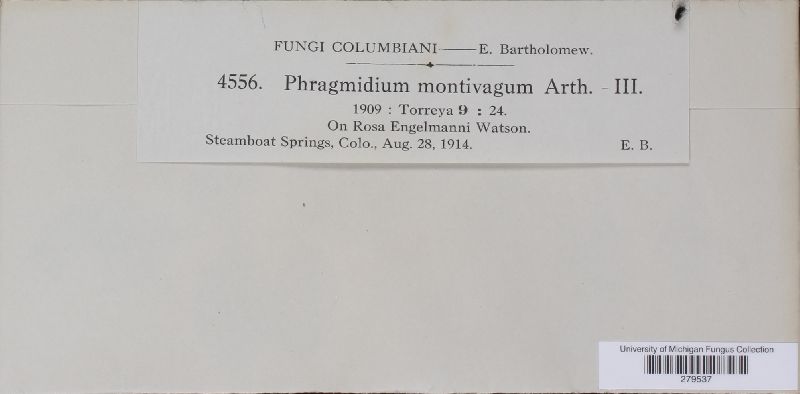 FUNGI COLUMBIANI—E. Bartholomew.
4556. Phragmidium montivagum Arth. - III.
1909 : Torreya 9 : 24.
On Rosa Engelmanni Watson.
Steamboat Springs, Colo., Aug. 28, 1914. E. B.
University of Michigan Fungus Collection
279537